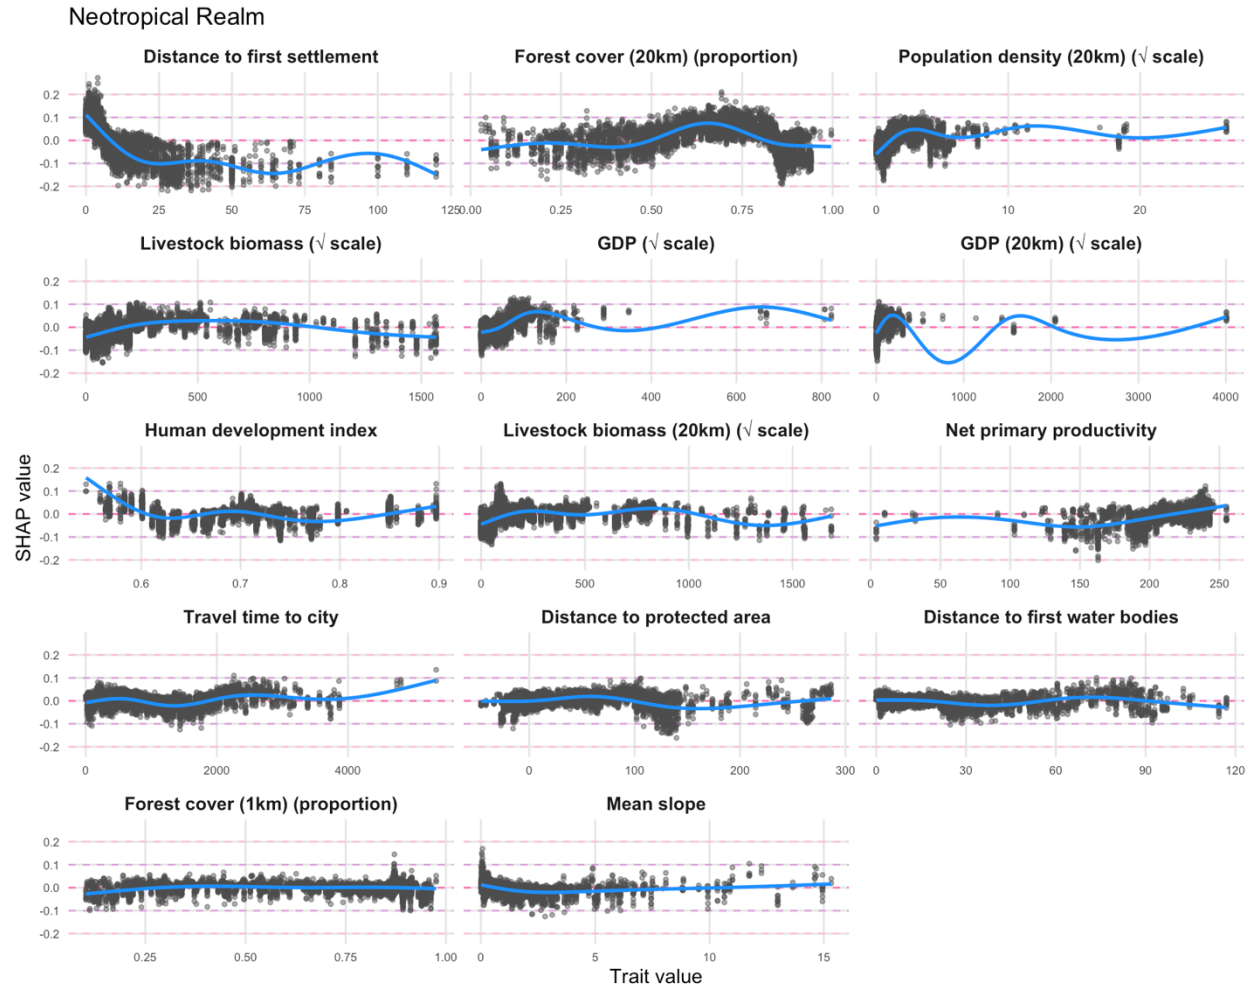 Neotropical Realm
Distance to first settlement
Forest cover (20km) (proportion)
Population density (20km) (√ scale)
0.2
0.1
0.0
-0.1
-0.2
0 25 50 75 100 125
0.00 0.25 0.50 0.75 1.00
0 10 20
Livestock biomass (√ scale)
GDP (√ scale)
GDP (20km) (√ scale)
0.2
0.1
0.0
-0.1
-0.2
0 500 1000 1500
0 200 400 600 800
0 1000 2000 3000 4000
Human development index
Livestock biomass (20km) (√ scale)
Net primary productivity
SHAP value
0.2
0.1
0.0
-0.1
-0.2
0.6 0.7 0.8 0.9
0 500 1000 1500
0 50 100 150 200 250
Travel time to city
Distance to protected area
Distance to first water bodies
0.2
0.1
0.0
-0.1
-0.2
0 2000 4000
0 100 200 300
0 30 60 90 120
Forest cover (1km) (proportion)
Mean slope
0.2
0.1
0.0
-0.1
-0.2
0.25 0.50 0.75 1.00
0 5 10 15
Trait value